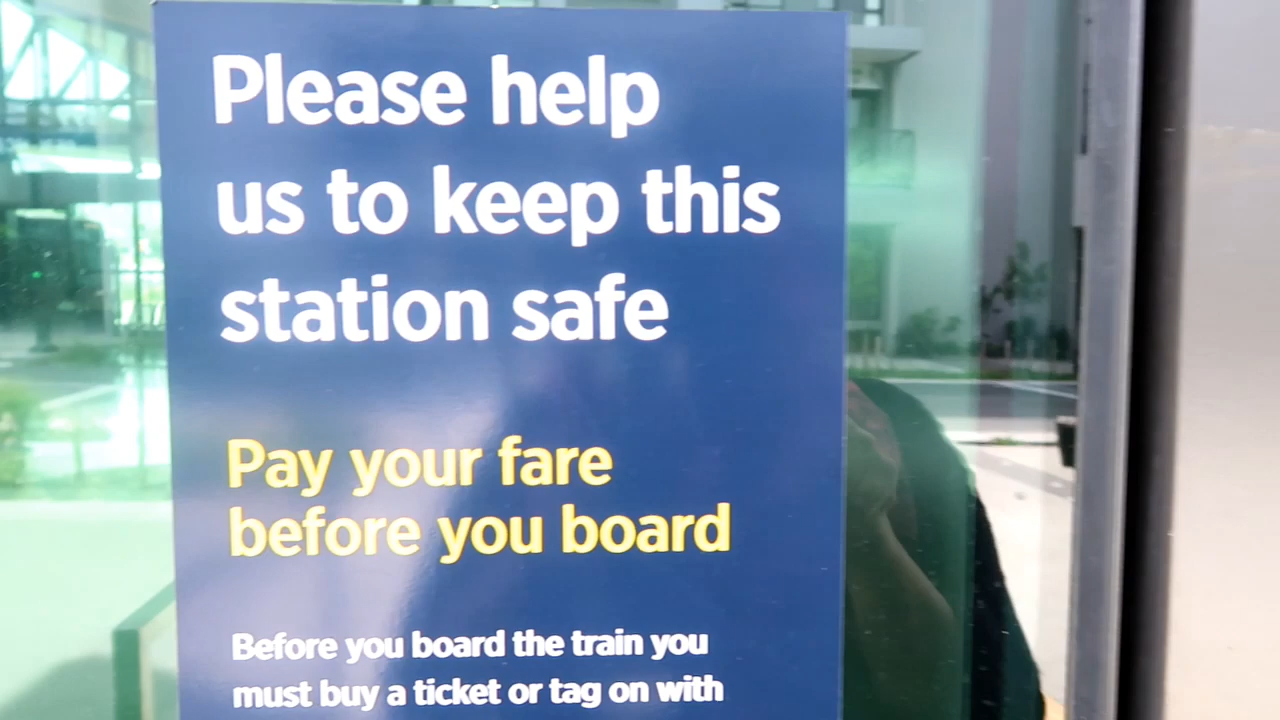 Please help
us to keep this
station safe
Pay your fare
before you board
Before you board the train you
must buy a ticket or tag on with